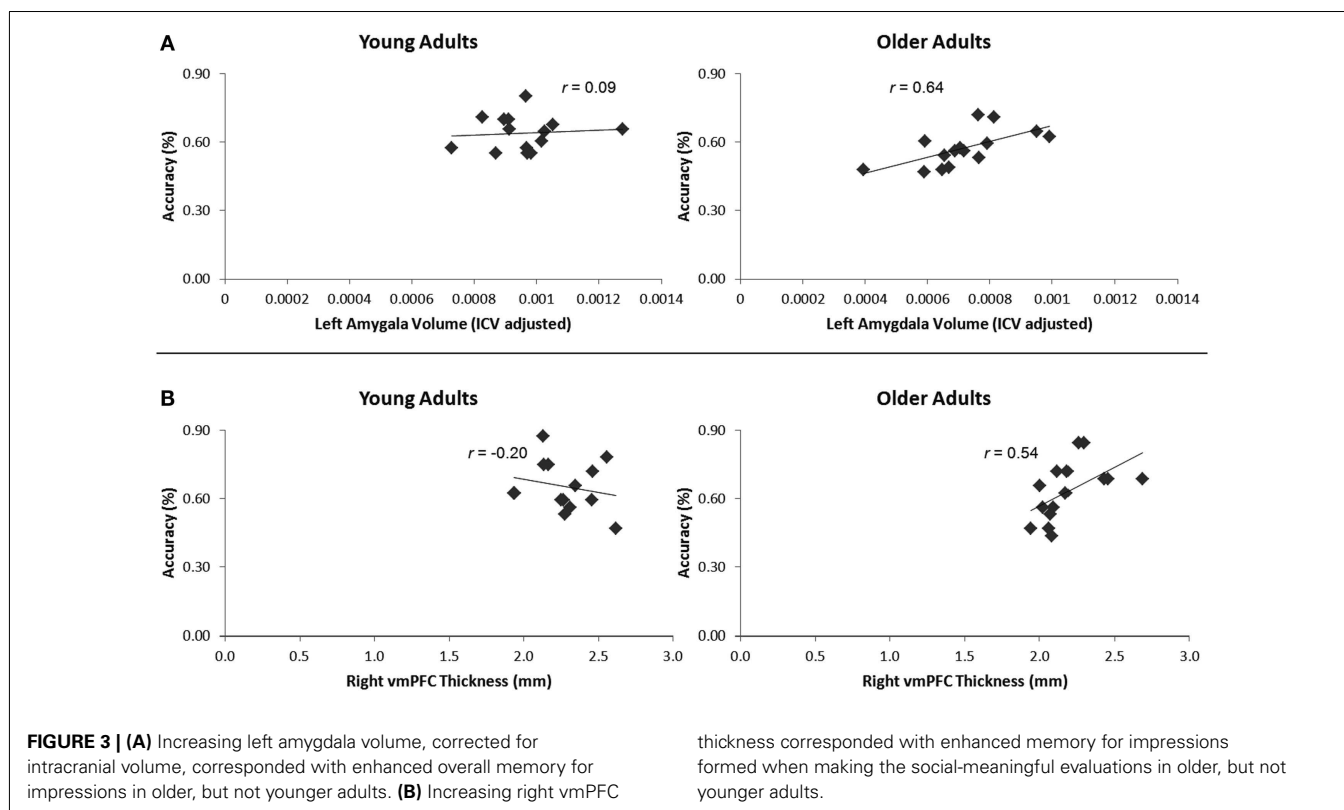 A
Young Adults
Older Adults
r = 0.09
r = 0.64
0.90
0.60
0.30
0.00
Accuracy (%)
0 0.0002 0.0004 0.0006 0.0008 0.001 0.0012 0.0014
Left Amygala Volume (ICV adjusted)
0.90
0.60
0.30
0.00
Accuracy (%)
0 0.0002 0.0004 0.0006 0.0008 0.001 0.0012 0.0014
Left Amygdala Volume (ICV adjusted)
B
Young Adults
Older Adults
r = -0.20
r = 0.54
0.90
0.60
0.30
0.00
Accuracy (%)
0.0 0.5 1.0 1.5 2.0 2.5 3.0
Right vmPFC Thickness (mm)
0.90
0.60
0.30
0.00
Accuracy (%)
0.0 0.5 1.0 1.5 2.0 2.5 3.0
Right vmPFC Thickness (mm)
FIGURE 3 | (A) Increasing left amygdala volume, corrected for
intracranial volume, corresponded with enhanced overall memory for
impressions in older, but not younger adults. (B) Increasing right vmPFC
thickness corresponded with enhanced memory for impressions
formed when making the social-meaningful evaluations in older, but not
younger adults.